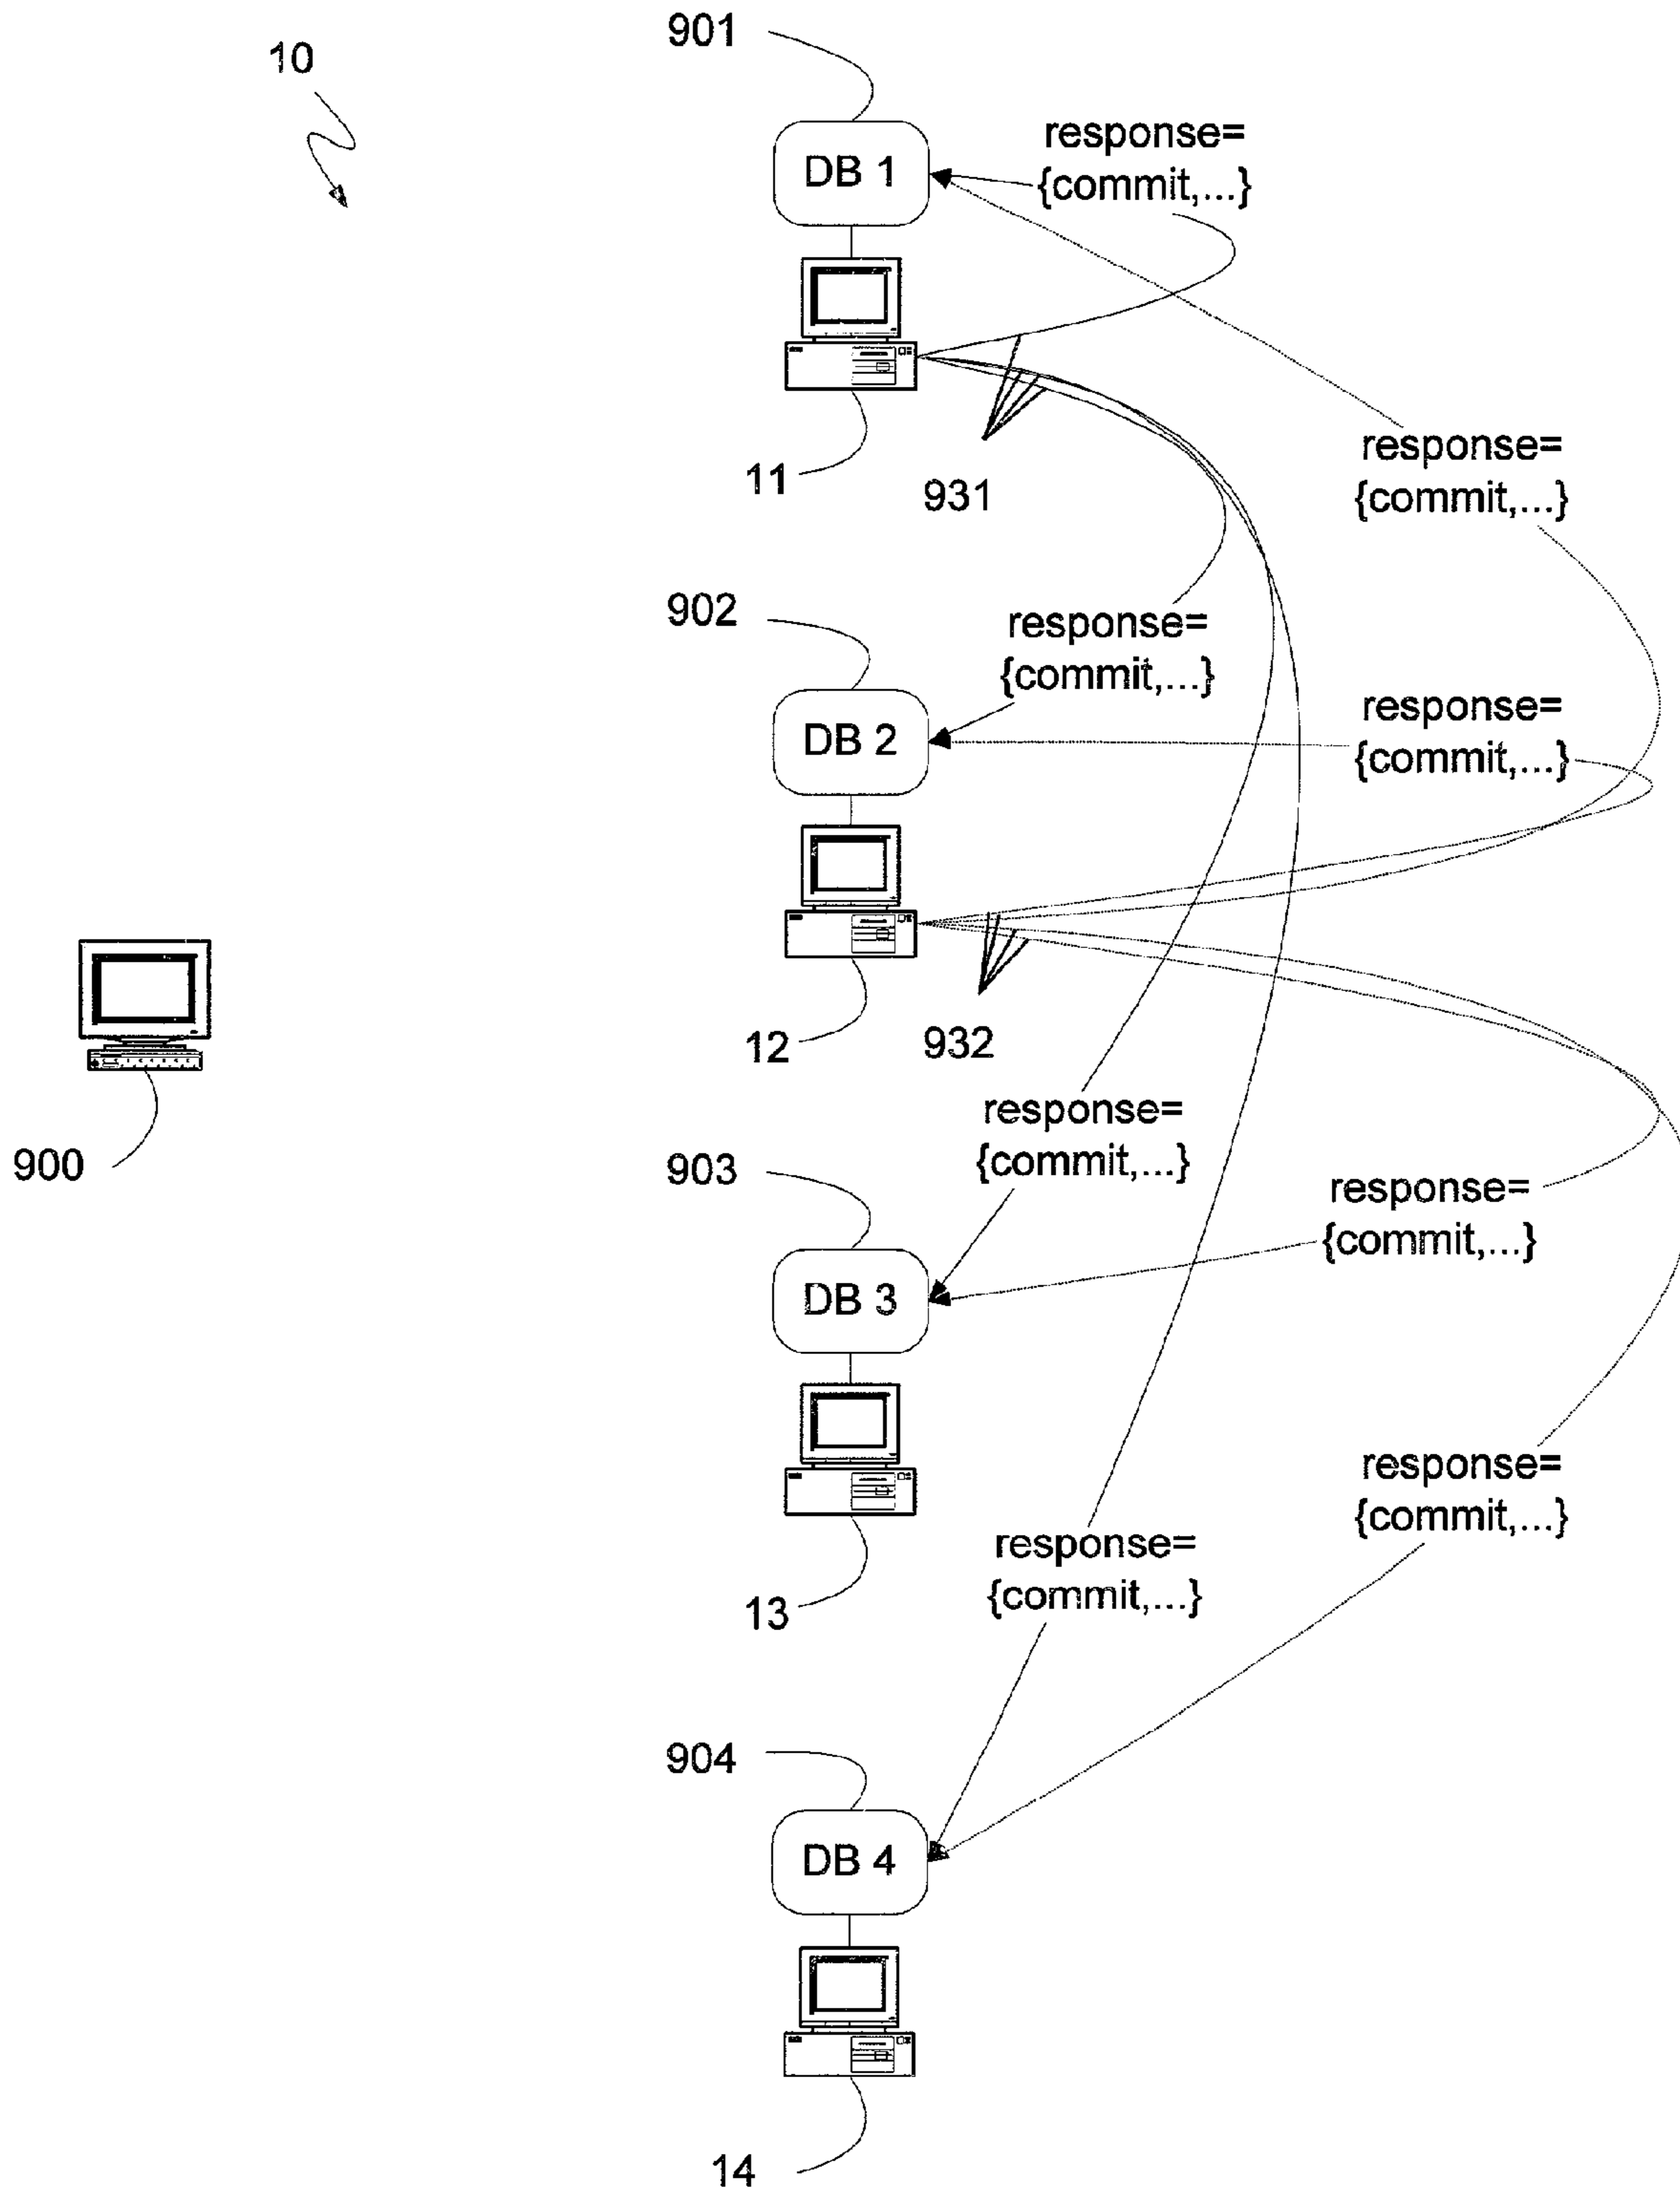 901
10
response=
{commit,...}
DB 1
response=
{commit,...}
11
931
902
response=
{commit,...}
DB 2
response=
{commit,...}
12
932
900
response=
{commit,...}
903
response=
{commit,...}
DB 3
response=
{commit,...}
response=
{commit,...}
13
904
DB 4
14